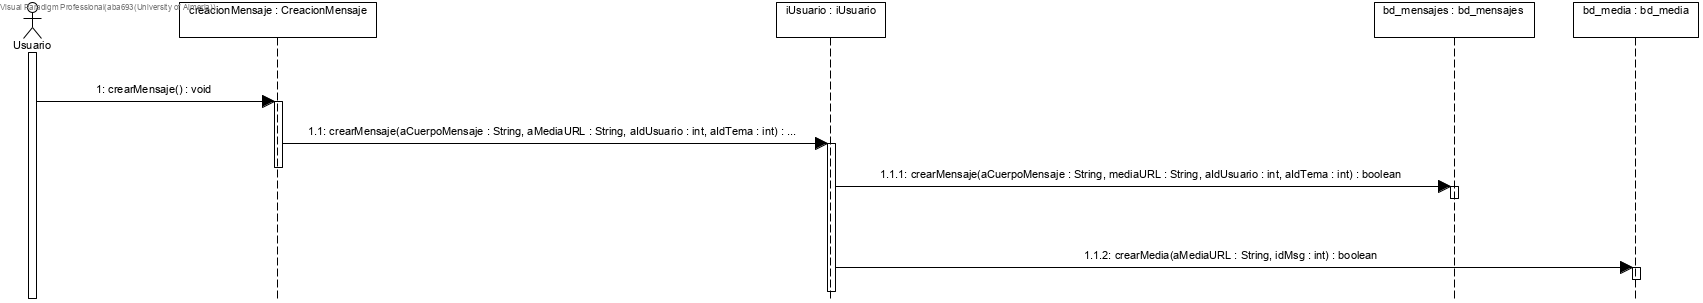 Visual Paradigm Professional(aba693(University of Almeria))
creacionMensaje : CreacionMensaje
iUsuario : iUsuario
bd_mensajes : bd_mensajes
bd_media : bd_media
Usuario
1: crearMensaje() : void
1.1: crearMensaje(aCuerpoMensaje : String, aMediaURL : String, aIdUsuario : int, aIdTema : int) : ...
1.1.1: crearMensaje(aCuerpoMensaje : String, mediaURL : String, aIdUsuario : int, aIdTema : int) : boolean
1.1.2: crearMedia(aMediaURL : String, idMsg : int) : boolean